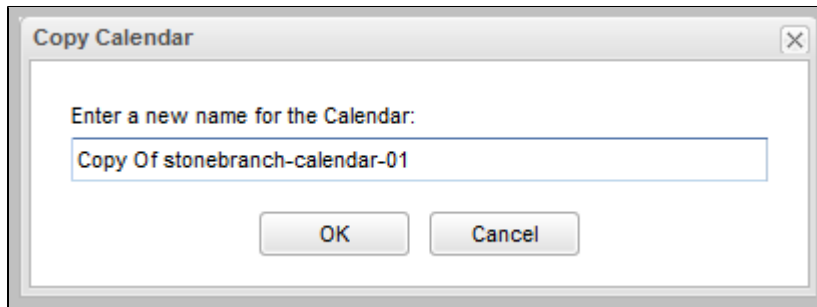 Copy Calendar
Enter a new name for the Calendar:
Copy Of stonebranch-calendar-01
OK Cancel